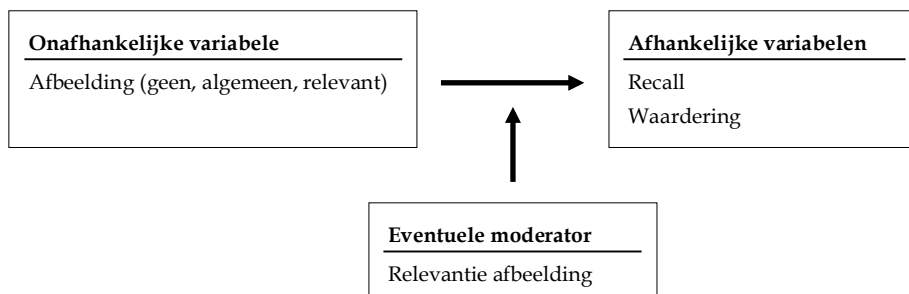 Onafhankelijke variabele
Afbeelding (geen, algemeen, relevant)
Afhankelijke variabelen
Recall
Waardering
Eventuele moderator
Relevantie afbeelding